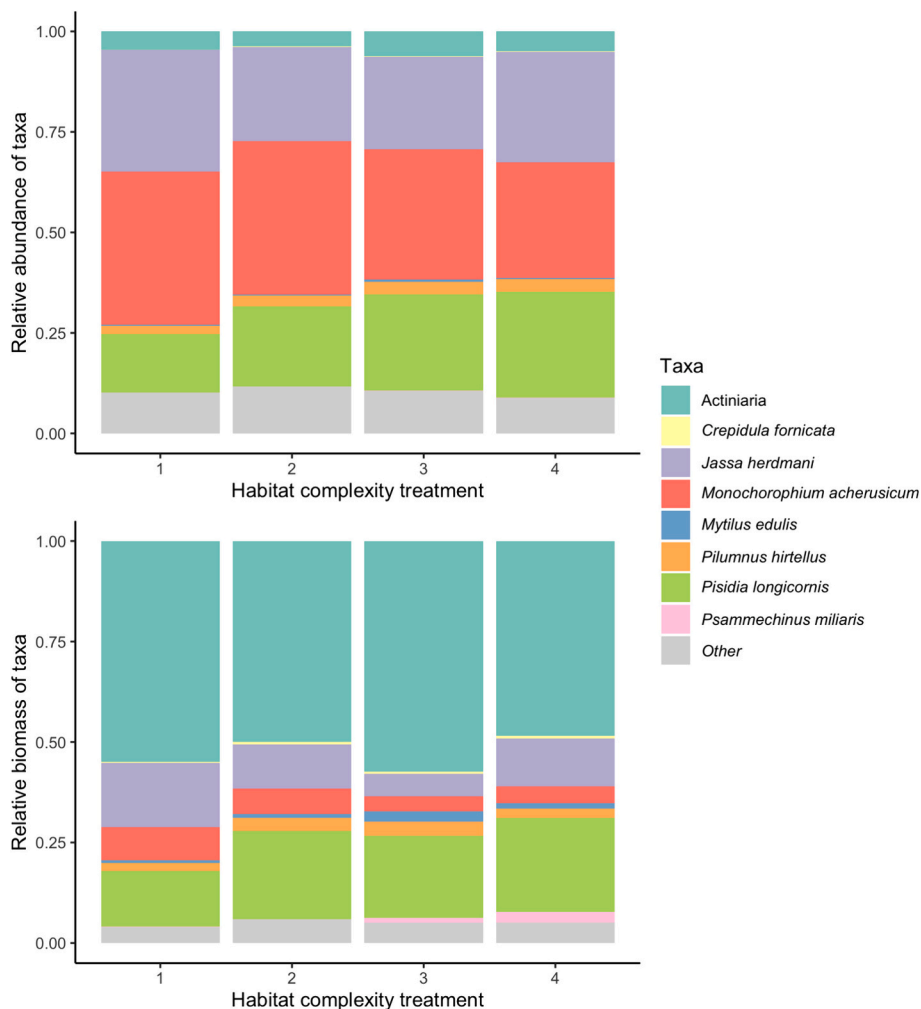 Relative abundance of taxa
1.00
0.75
0.50
0.25
0.00
1 2 3 4
Habitat complexity treatment
Relative biomass of taxa
1.00
0.75
0.50
0.25
0.00
1 2 3 4
Habitat complexity treatment
Taxa
Actiniaria
Crepidula fornicata
Jassa herdmani
Monochorophium acherusicum
Mytilus edulis
Pilumnus hirtellus
Pisidia longicornis
Psammechinus miliaris
Other